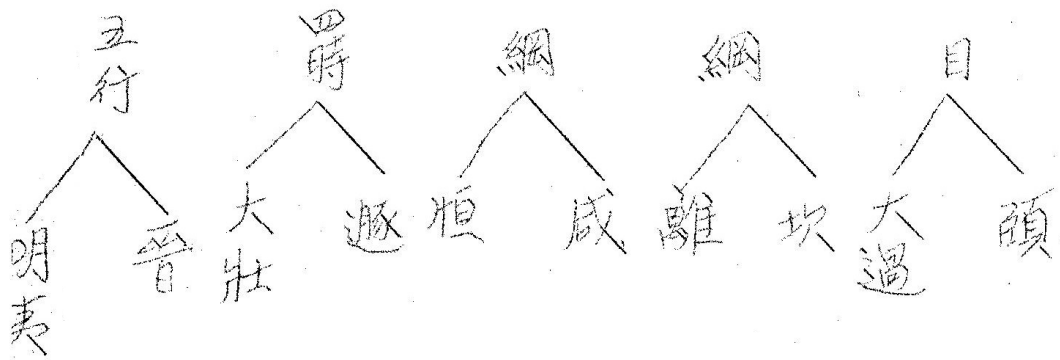 目
頤
大過
綱
坎
離
綱
咸
恒
四時
遯
大壯
五行
晉
明夷